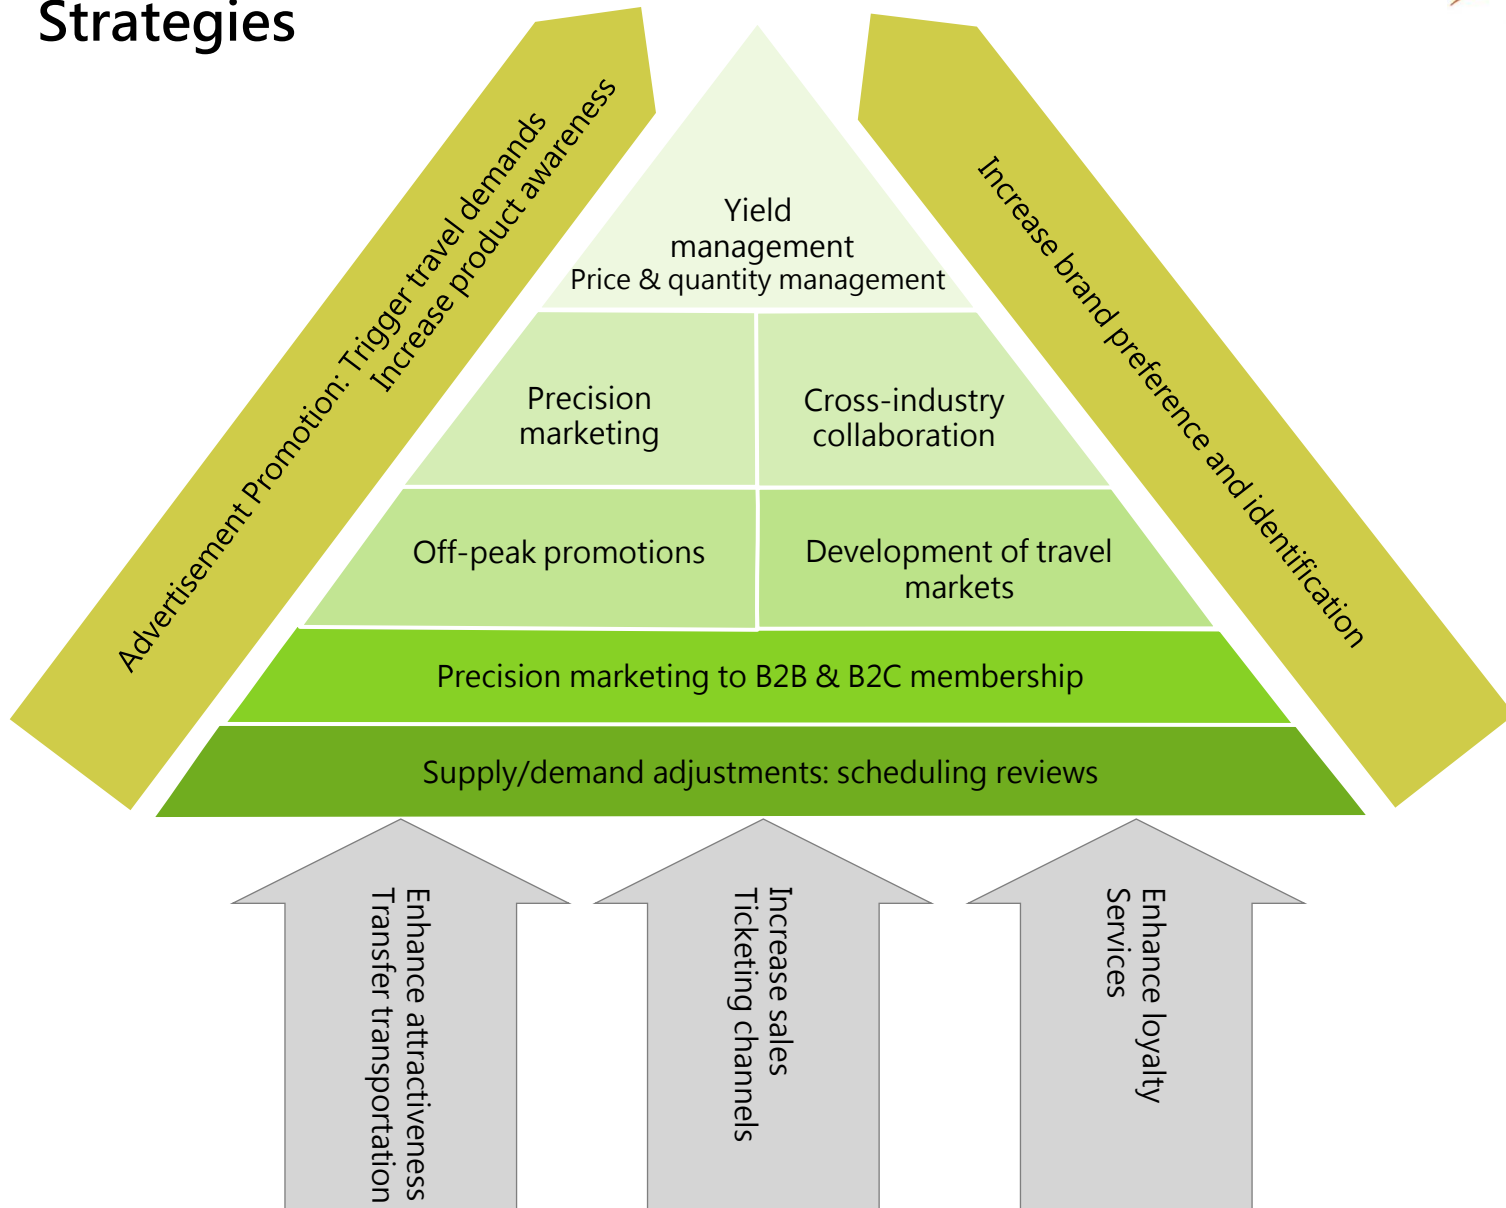 Strategies
Advertisement Promotion: Trigger travel demands
Increase product awareness
Increase brand preference and identification
Yield
management
Price & quantity management
Precision
marketing
Cross-industry
collaboration
Off-peak promotions
Development of travel
markets
Precision marketing to B2B & B2C membership
Supply/demand adjustments: scheduling reviews
Enhance attractiveness
Transfer transportation
Increase sales
Ticketing channels
Enhance loyalty
Services